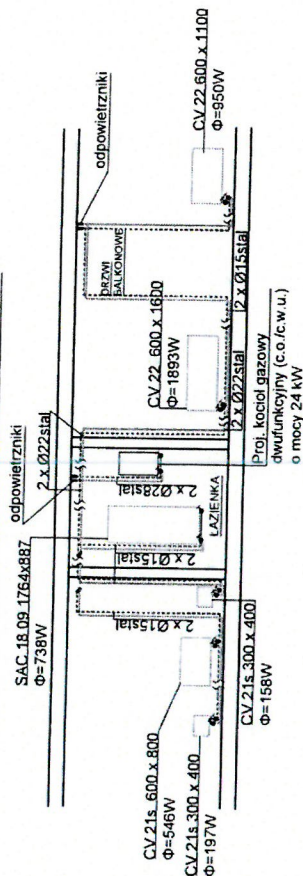 SAC 18 09 1764x887
Φ=738W
odpowietrzniki
2 x Ø22stal
odpowietrzniki
CV 22 600 x 1100
Φ=950W
DRZWI
BALKONOWE
CV 22 600 x 1600
Φ=1893W
2 x Ø28stal
2 x Ø15stal
2 x Ø15stal
ŁAZIENKA
CV 21s 600 x 800
Φ=546W
CV 21s 300 x 400
Φ=197W
CV 21s 300 x 400
Φ=158W
2 x Ø22stal
2 x Ø15stal
Proj. kocioł gazowy
dwufunkcyjny (c.o./c.w.u.)
o mocy 24 kW